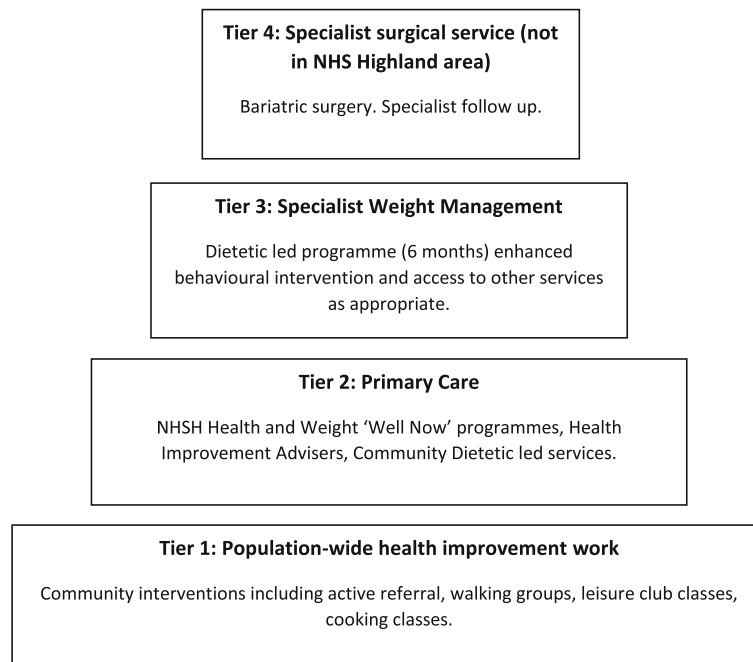 Tier 4: Specialist surgical service (not
in NHS Highland area)
Bariatric surgery. Specialist follow up.
Tier 3: Specialist Weight Management
Dietetic led programme (6 months) enhanced
behavioural intervention and access to other services
as appropriate.
Tier 2: Primary Care
NHSH Health and Weight ‘Well Now’ programmes, Health
Improvement Advisers, Community Dietetic led services.
Tier 1: Population-wide health improvement work
Community interventions including active referral, walking groups, leisure club classes,
cooking classes.